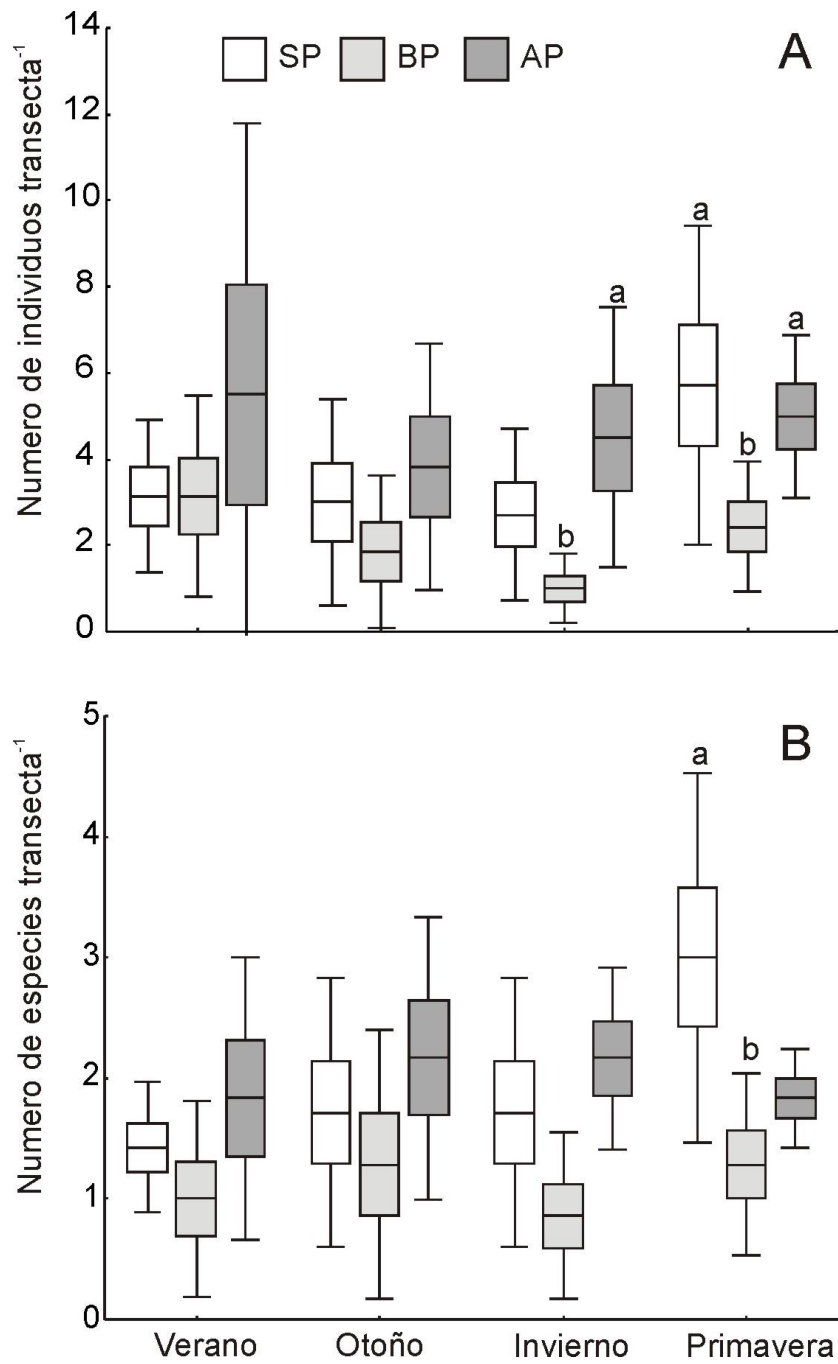 A
SP BP AP
Numero de individuos transecta⁻¹
14
12
10
8
6
4
2
0
a
a
a
b
b
B
Numero de especies transecta⁻¹
5
4
3
2
1
0
a
b
Verano Otoño Invierno Primavera